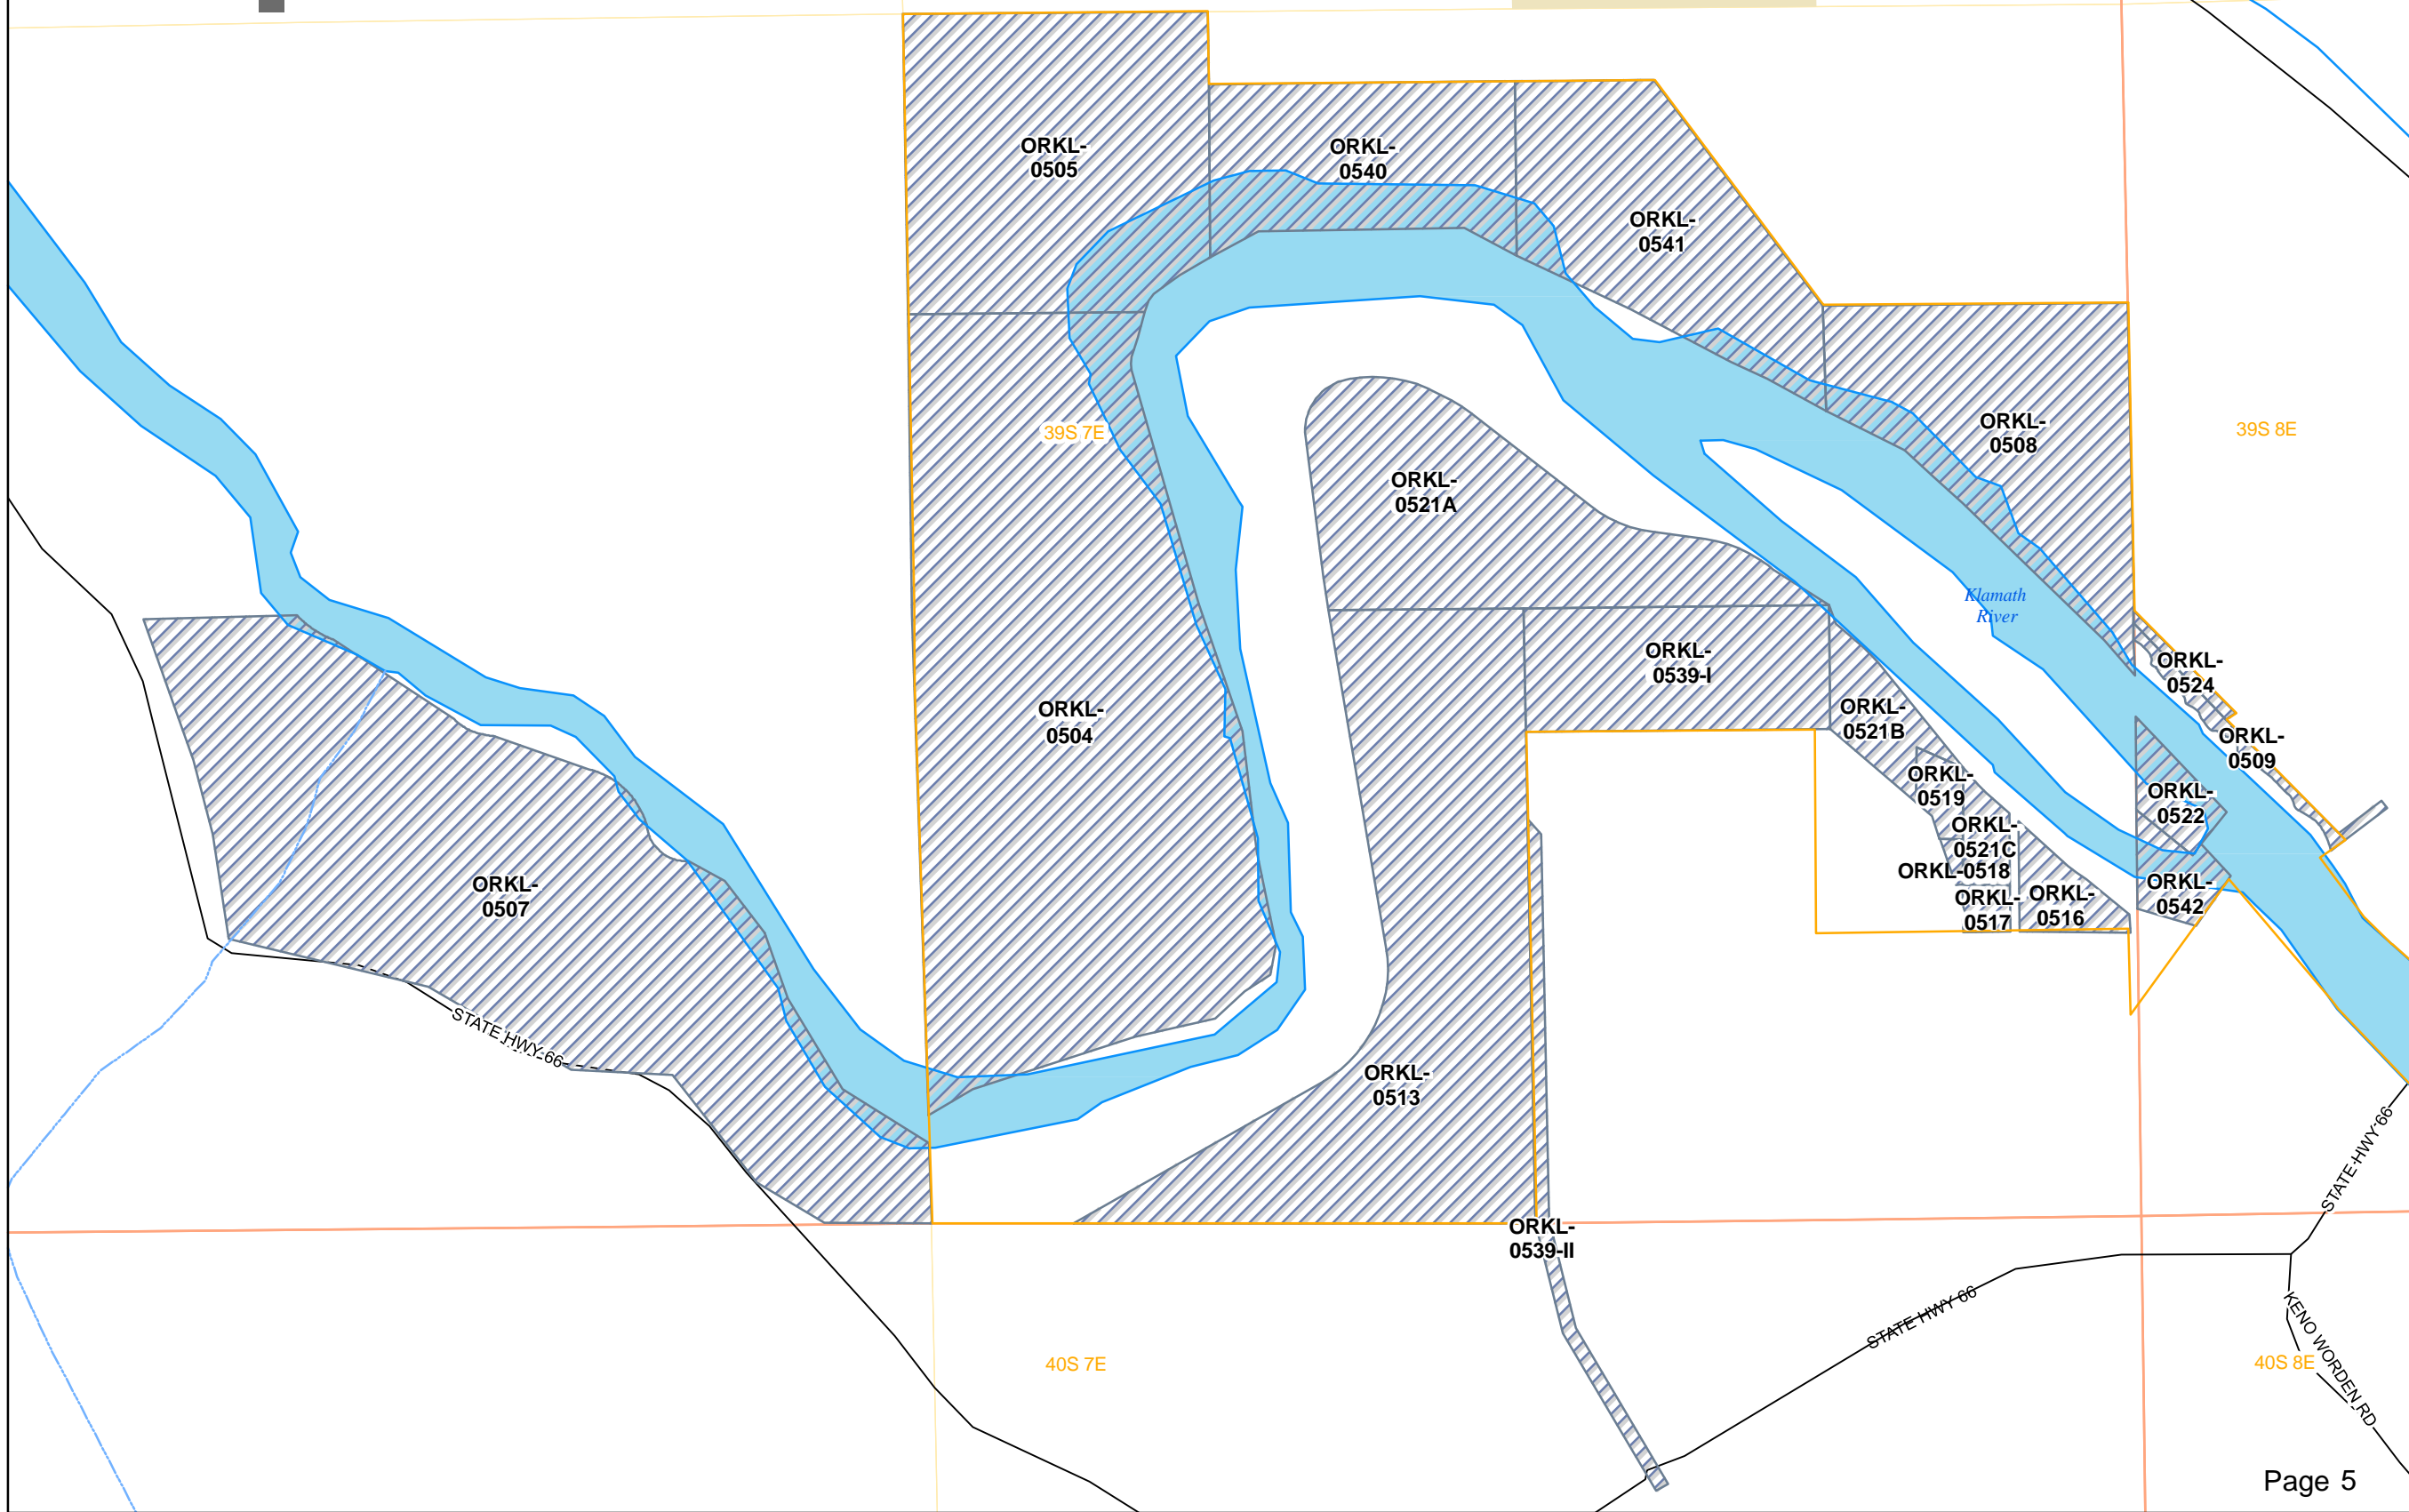 ORKL-
0505
ORKL-
0540
ORKL-
0541
39S 7E
ORKL-
0508
39S 8E
ORKL-
0521A
Klamath
River
ORKL-
0539-I
ORKL-
0524
ORKL-
0504
ORKL-
0521B
ORKL-
0509
ORKL-
0519
ORKL-
0522
ORKL-
0521C
ORKL-0518
ORKL-
0507
ORKL-
0517
ORKL-
0516
ORKL-
0542
STATE HWY 66
ORKL-
0513
STATE HWY 66
ORKL-
0539-II
STATE HWY 66
KENO WORDEN RD
40S 7E
40S 8E
Page 5